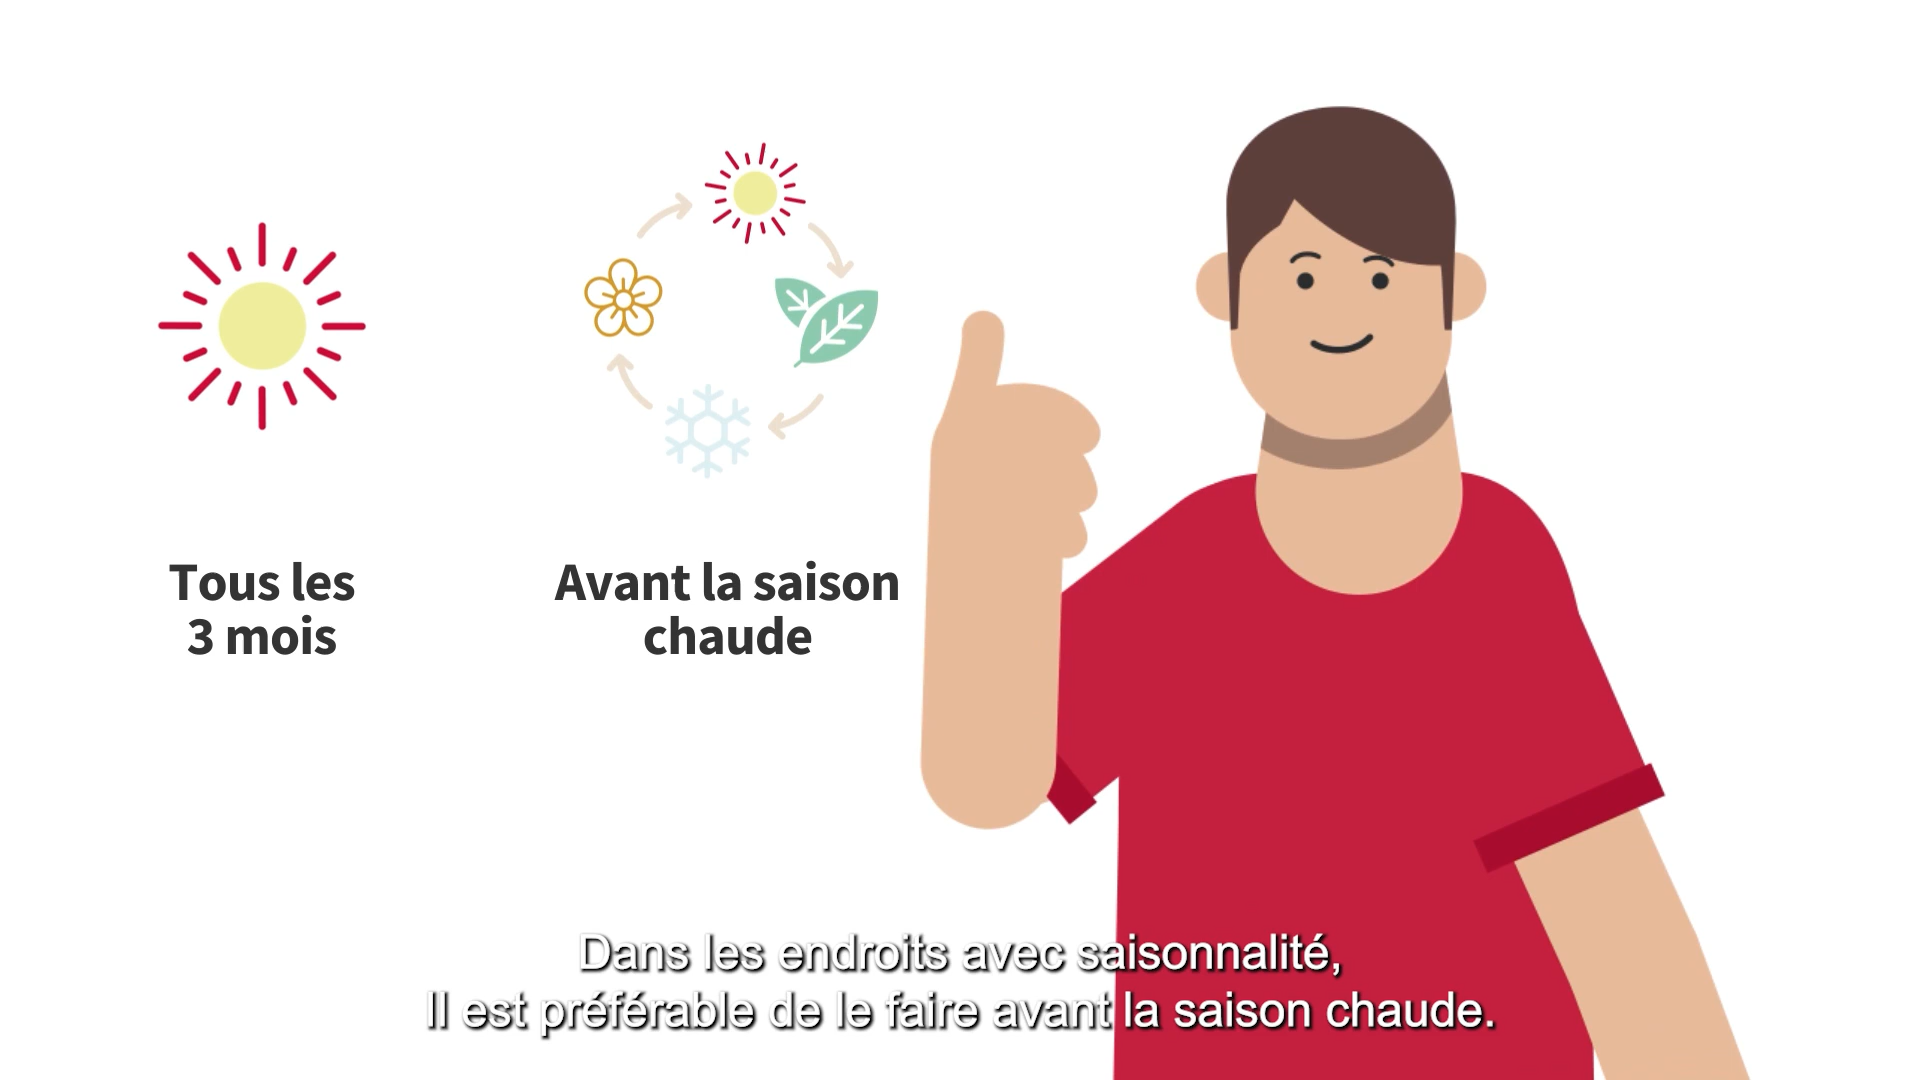 Tous les
3 mois
Avant la saison
chaude
Dans les endroits avec saisonnalité,
Il est préférable de le faire avant la saison chaude.